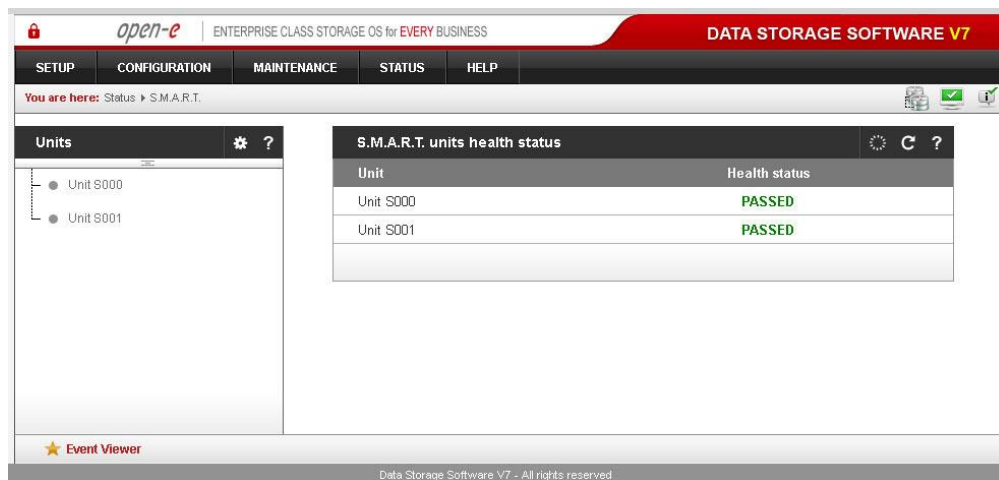 open-e ENTERPRISE CLASS STORAGE OS for EVERY BUSINESS DATA STORAGE SOFTWARE V7
SETUP CONFIGURATION MAINTENANCE STATUS HELP
You are here: Status S.M.A.R.T.
Units ?
Unit S000
Unit S001
S.M.A.R.T. units health status ?
Unit Health status
Unit S000 PASSED
Unit S001 PASSED
Event Viewer
Data Storage Software V7 - All rights reserved